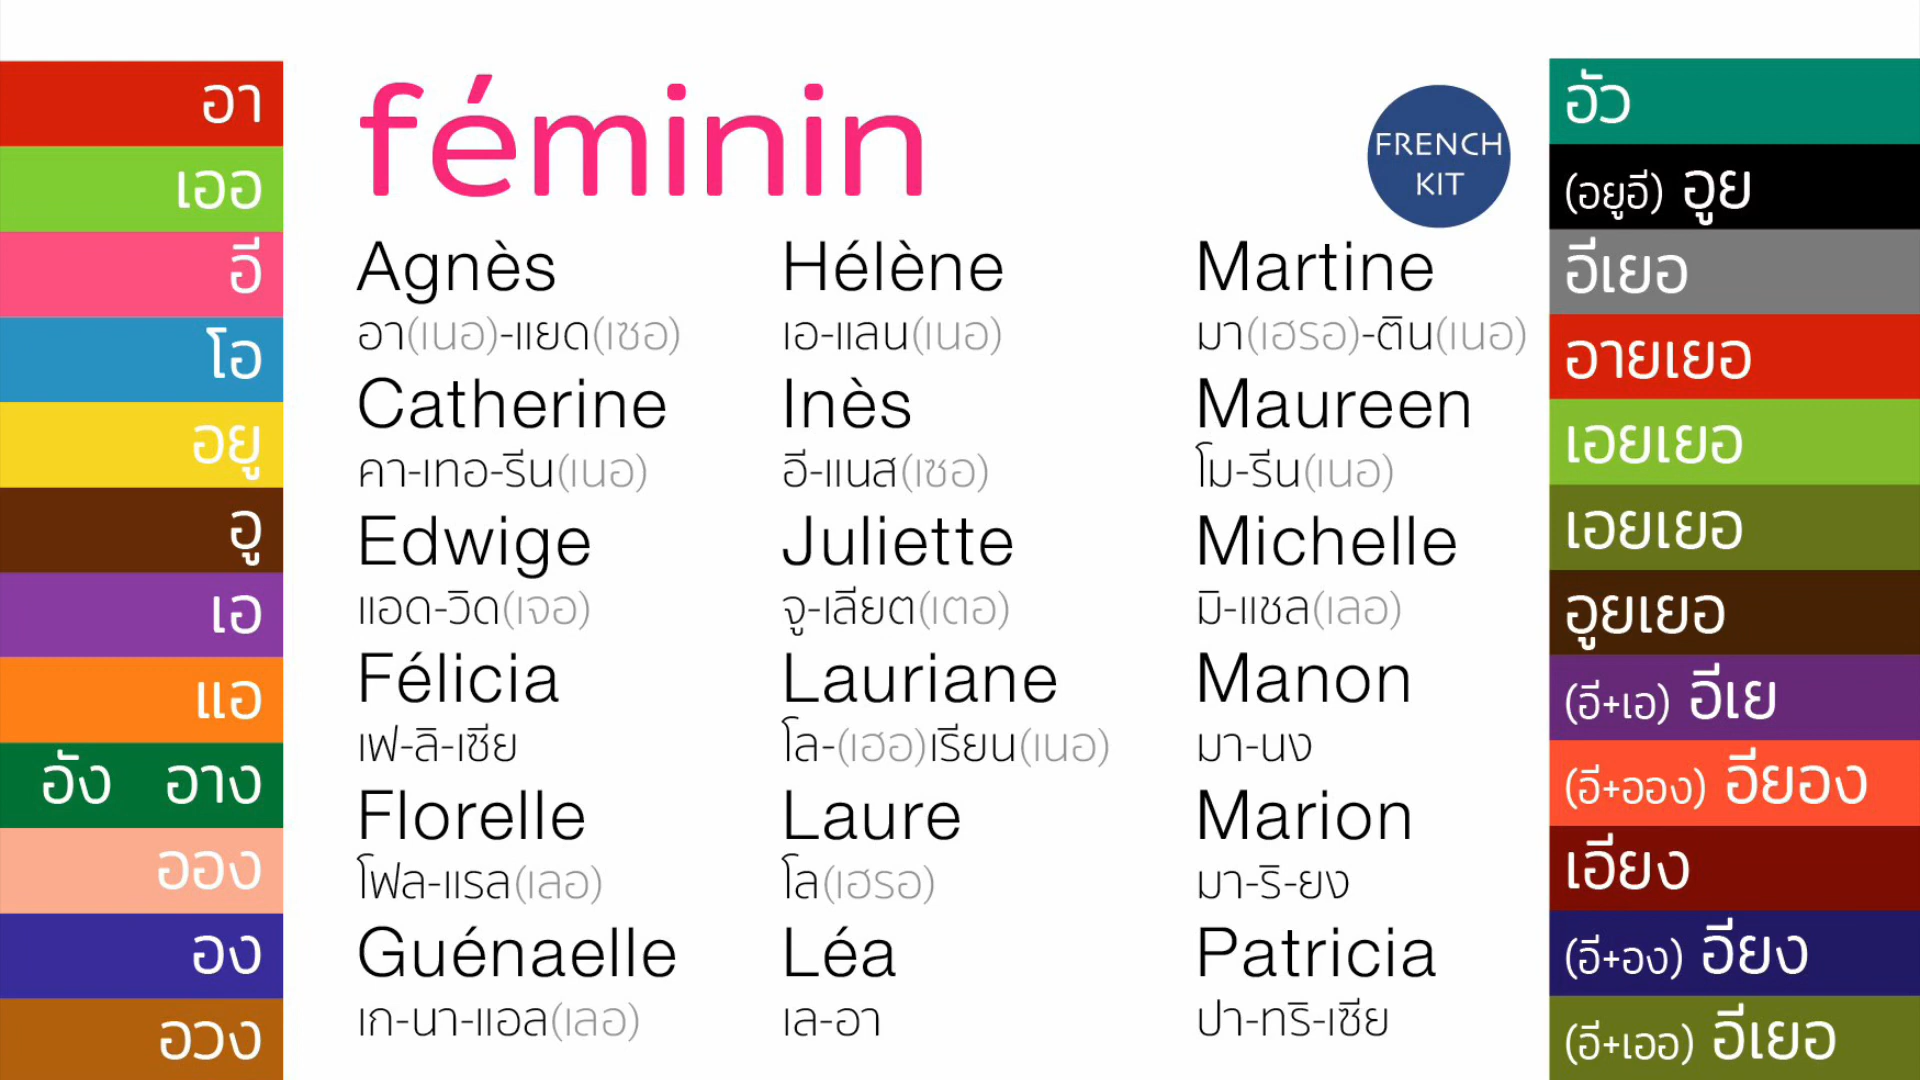 อา
เออ
อี
โอ
อยู
อู
เอ
แอ
อัง อาง
ออง
อง
อวง
féminin
FRENCH
KIT
Agnès
อา(เนอ)-แยด(เซอ)
Catherine
คา-เทอ-รีน(เนอ)
Edwige
แอด-วิด(เจอ)
Félicia
เฟ-ลิ-เซีย
Florelle
โฟล-แรล(เลอ)
Guénaelle
เก-นา-แอล(เลอ)
Hélène
เอ-แลน(เนอ)
Inès
อี-แนส(เซอ)
Juliette
จู-เลียต(เตอ)
Lauriane
โล-(เฮอ)เรียน(เนอ)
Laure
โล(เฮรอ)
Léa
เล-อา
Martine
มา(เฮรอ)-ติน(เนอ)
Maureen
โม-รีน(เนอ)
Michelle
มิ-แชล(เลอ)
Manon
มา-นง
Marion
มา-ริ-ยง
Patricia
ปา-ทริ-เซีย
อัว
(อยูอี) อูย
อีเยอ
อายเยอ
เอยเยอ
เอยเยอ
อูยเยอ
(อี+เอ) อีเย
(อี+ออง) อียอง
เอียง
(อี+อง) อียง
(อี+เออ) อีเยอ